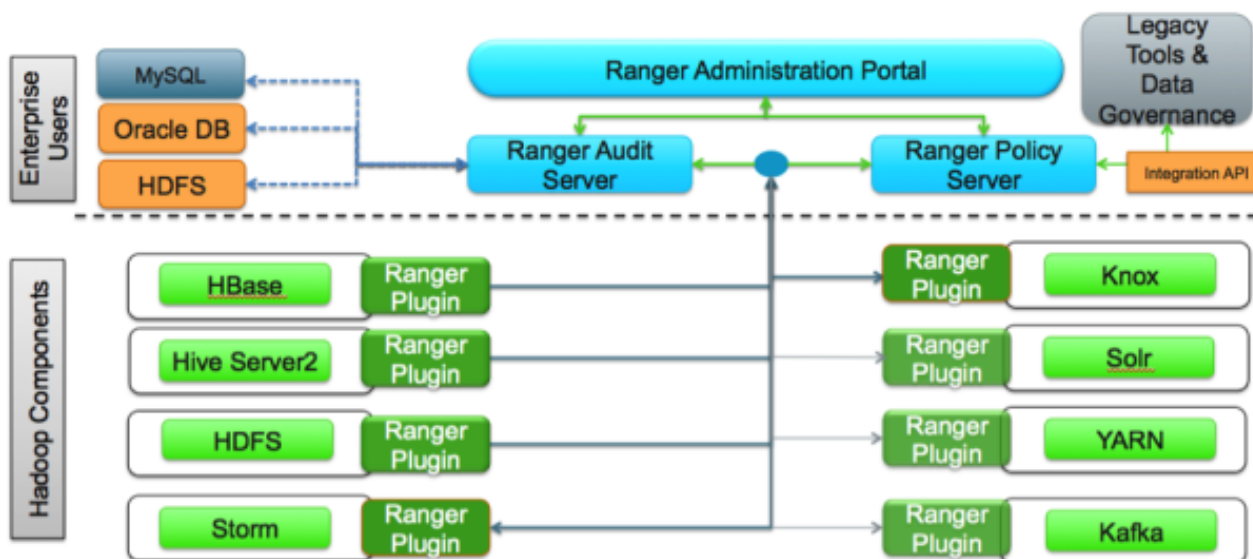 Enterprise
Users
MySQL
Oracle DB
HDFS
Ranger Administration Portal
Ranger Audit
Server
Ranger Policy
Server
Legacy
Tools &
Data
Governance
Integration API
Hadoop Components
HBase
Ranger
Plugin
Ranger
Plugin
Knox
Hive Server2
Ranger
Plugin
Ranger
Plugin
Solr
HDFS
Ranger
Plugin
Ranger
Plugin
YARN
Storm
Ranger
Plugin
Ranger
Plugin
Kafka